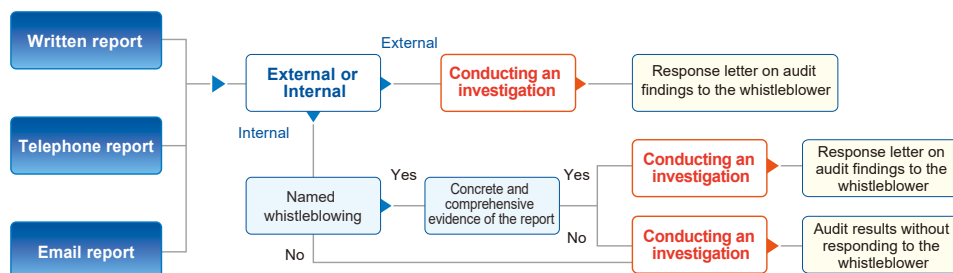 Written report
Telephone report
Email report
External or
Internal
External
Internal
Conducting an
investigation
Response letter on audit
findings to the whistleblower
Named
whistleblowing
Yes
No
Concrete and
comprehensive
evidence of the report
Yes
No
Conducting an
investigation
Response letter on
audit findings to the
whistleblower
Conducting an
investigation
Audit results without
responding to the
whistleblower